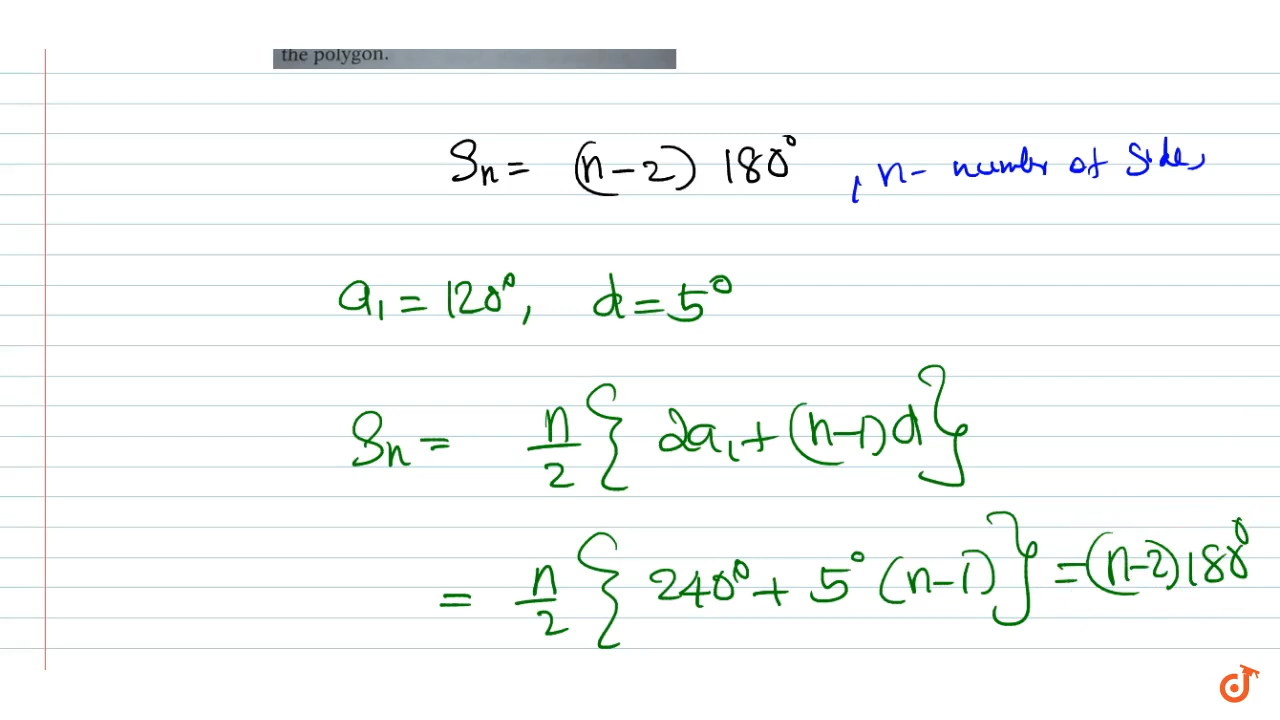 the polygon.
Sn = (n-2) 180° , n- number of sides
a1 = 120°, d = 5°
Sn = n/2 { 2a1 + (n-1) d }
= n/2 { 240° + 5° (n-1) } = (n-2) 180°